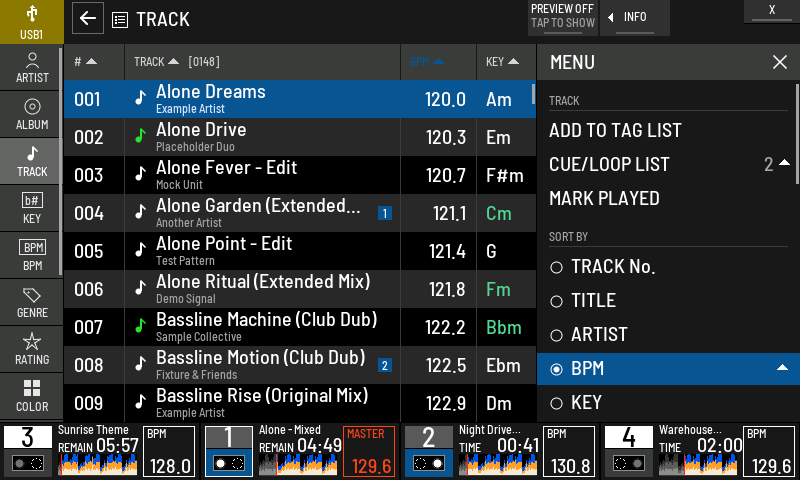 USB1
TRACK
PREVIEW OFF
TAP TO SHOW
INFO
X
ARTIST
ALBUM
TRACK
b#
KEY
BPM
BPM
GENRE
RATING
COLOR
# TRACK [0148] BPM KEY
001 Alone Dreams 120.0 Am
Example Artist
002 Alone Drive 120.3 Em
Placeholder Duo
003 Alone Fever - Edit 120.7 F#m
Mock Unit
004 Alone Garden (Extended... 1 121.1 Cm
Another Artist
005 Alone Point - Edit 121.4 G
Test Pattern
006 Alone Ritual (Extended Mix) 121.8 Fm
Demo Signal
007 Bassline Machine (Club Dub) 122.2 Bbm
Sample Collective
008 Bassline Motion (Club Dub) 2 122.5 Ebm
Fixture & Friends
009 Bassline Rise (Original Mix) 122.9 Dm
Example Artist
MENU
TRACK
ADD TO TAG LIST
CUE/LOOP LIST 2
MARK PLAYED
SORT BY
TRACK No.
TITLE
ARTIST
BPM
KEY
3 Sunrise Theme
REMAIN 05:57
BPM
128.0
1 Alone - Mixed
REMAIN 04:49
MASTER
129.6
2 Night Drive...
TIME 00:41
BPM
130.8
4 Warehouse...
TIME 02:00
BPM
129.6